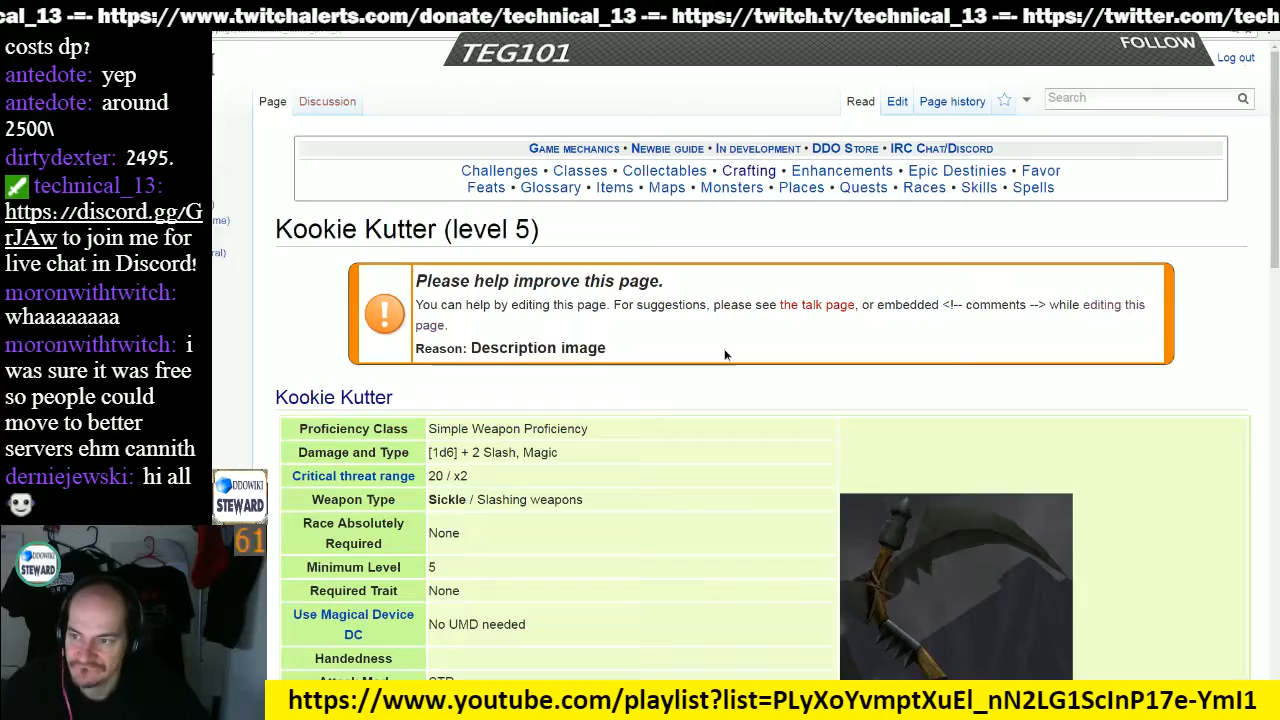 cal_13 -=- https://www.twitchalerts.com/donate/technical_13 -=- https://twitch.tv/technical_13 -=- https://twitter.com/tech
costs dp?
antedote: yep
antedote: around
2500\
dirtydexter: 2495.
technical_13:
https://discord.gg/G
rJAw to join me for
live chat in Discord!
moronwithtwitch:
whaaaaaaaa
moronwithtwitch: i
was sure it was free
so people could
move to better
servers ehm cannith
derniejewski: hi all
DDOWIKI
STEWARD
61
DDOWIKI
STEWARD
TEG101
FOLLOW
Log out
Page
Discussion
Read
Edit
Page history
Search
me)
ral)
Game mechanics • Newbie guide • In development • DDO Store • IRC Chat/Discord
Challenges • Classes • Collectables • Crafting • Enhancements • Epic Destinies • Favor
Feats • Glossary • Items • Maps • Monsters • Places • Quests • Races • Skills • Spells
Kookie Kutter (level 5)
Please help improve this page.
You can help by editing this page. For suggestions, please see the talk page, or embedded <!-- comments --> while editing this
page.
Reason: Description image
Kookie Kutter
Proficiency Class Simple Weapon Proficiency
Damage and Type [1d6] + 2 Slash, Magic
Critical threat range 20 / x2
Weapon Type Sickle / Slashing weapons
Race Absolutely
Required None
Minimum Level 5
Required Trait None
Use Magical Device
DC No UMD needed
Handedness
https://www.youtube.com/playlist?list=PLyXoYvmptXuEl_nN2LG1ScInP17e-YmI1